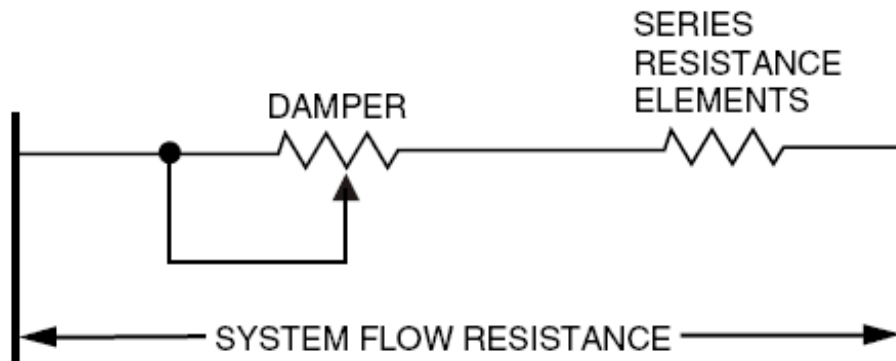 SERIES
RESISTANCE
ELEMENTS
DAMPER
SYSTEM FLOW RESISTANCE